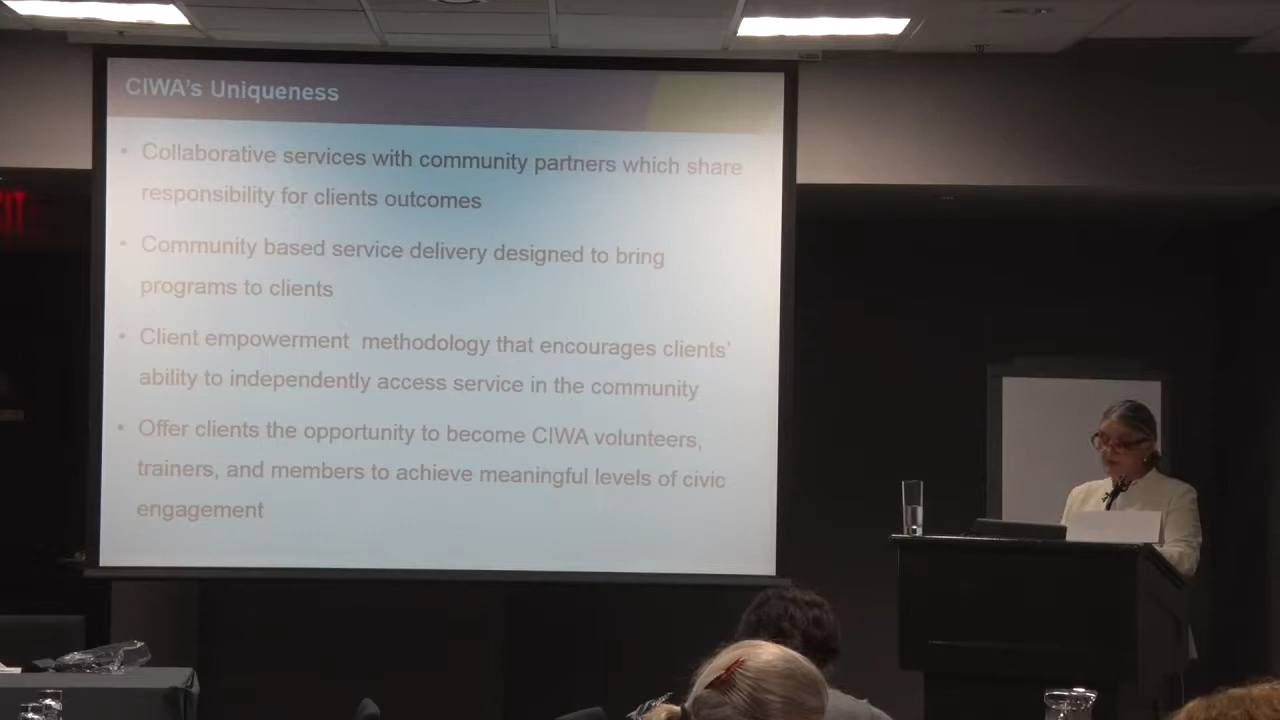 CIWA's Uniqueness
• Collaborative services with community partners which share
responsibility for clients outcomes
• Community based service delivery designed to bring
programs to clients
• Client empowerment methodology that encourages clients'
ability to independently access service in the community
• Offer clients the opportunity to become CIWA volunteers,
trainers, and members to achieve meaningful levels of civic
engagement